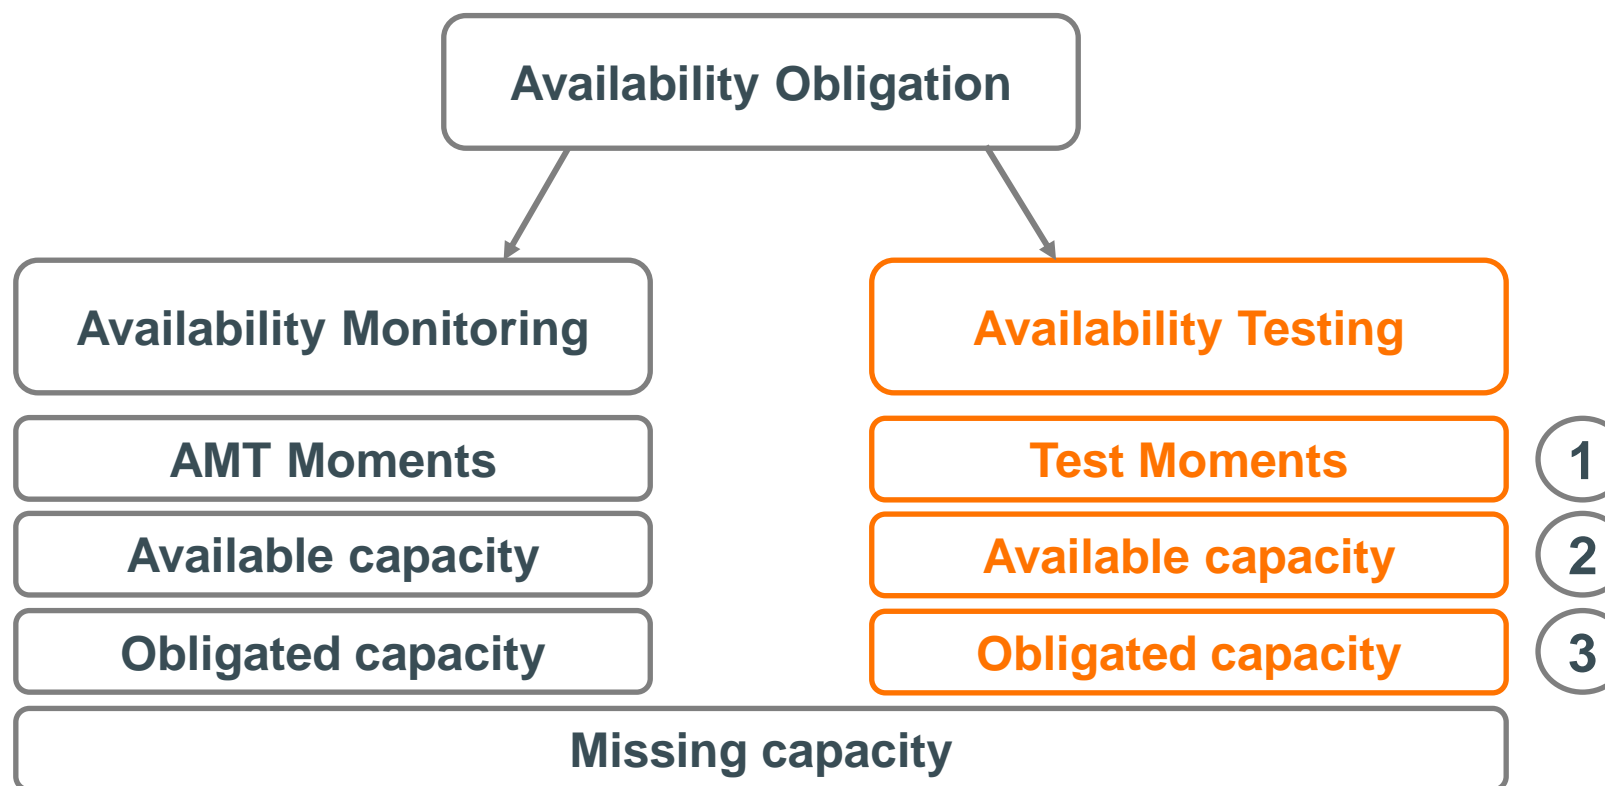 Availability Obligation
Availability Monitoring
Availability Testing
AMT Moments
Test Moments
1
Available capacity
Available capacity
2
Obligated capacity
Obligated capacity
3
Missing capacity